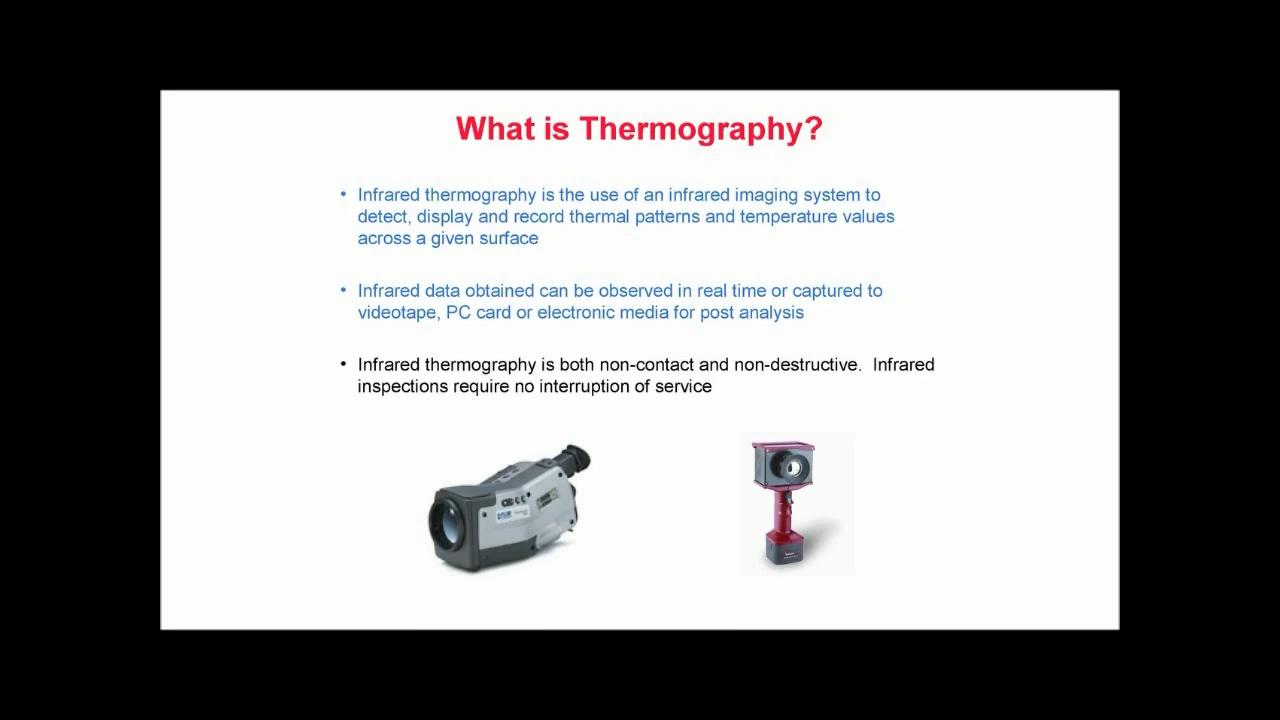 What is Thermography?
• Infrared thermography is the use of an infrared imaging system to
detect, display and record thermal patterns and temperature values
across a given surface
• Infrared data obtained can be observed in real time or captured to
videotape, PC card or electronic media for post analysis
• Infrared thermography is both non-contact and non-destructive.  Infrared
inspections require no interruption of service
FLIR